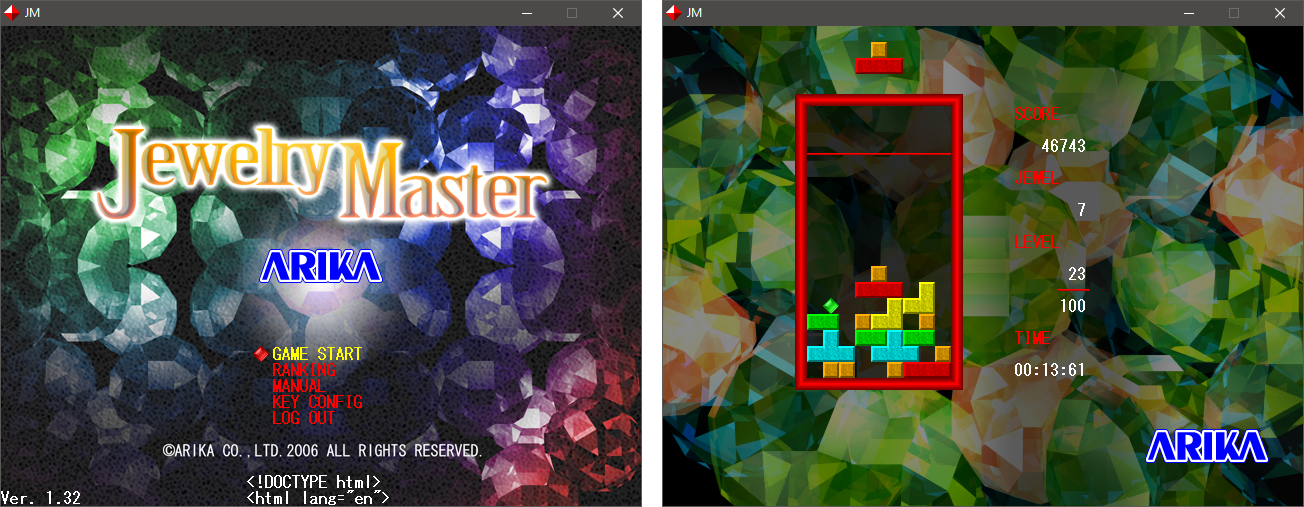 JM
Jewelry Master
ARIKA
GAME START
RANKING
MANUAL
KEY CONFIG
LOG OUT
©ARIKA CO.,LTD.2006 ALL RIGHTS RESERVED.
<!DOCTYPE html>
Ver. 1.32
<html lang="en">
JM
SCORE
46743
JEWEL
7
LEVEL
23
100
TIME
00:13:61
ARIKA